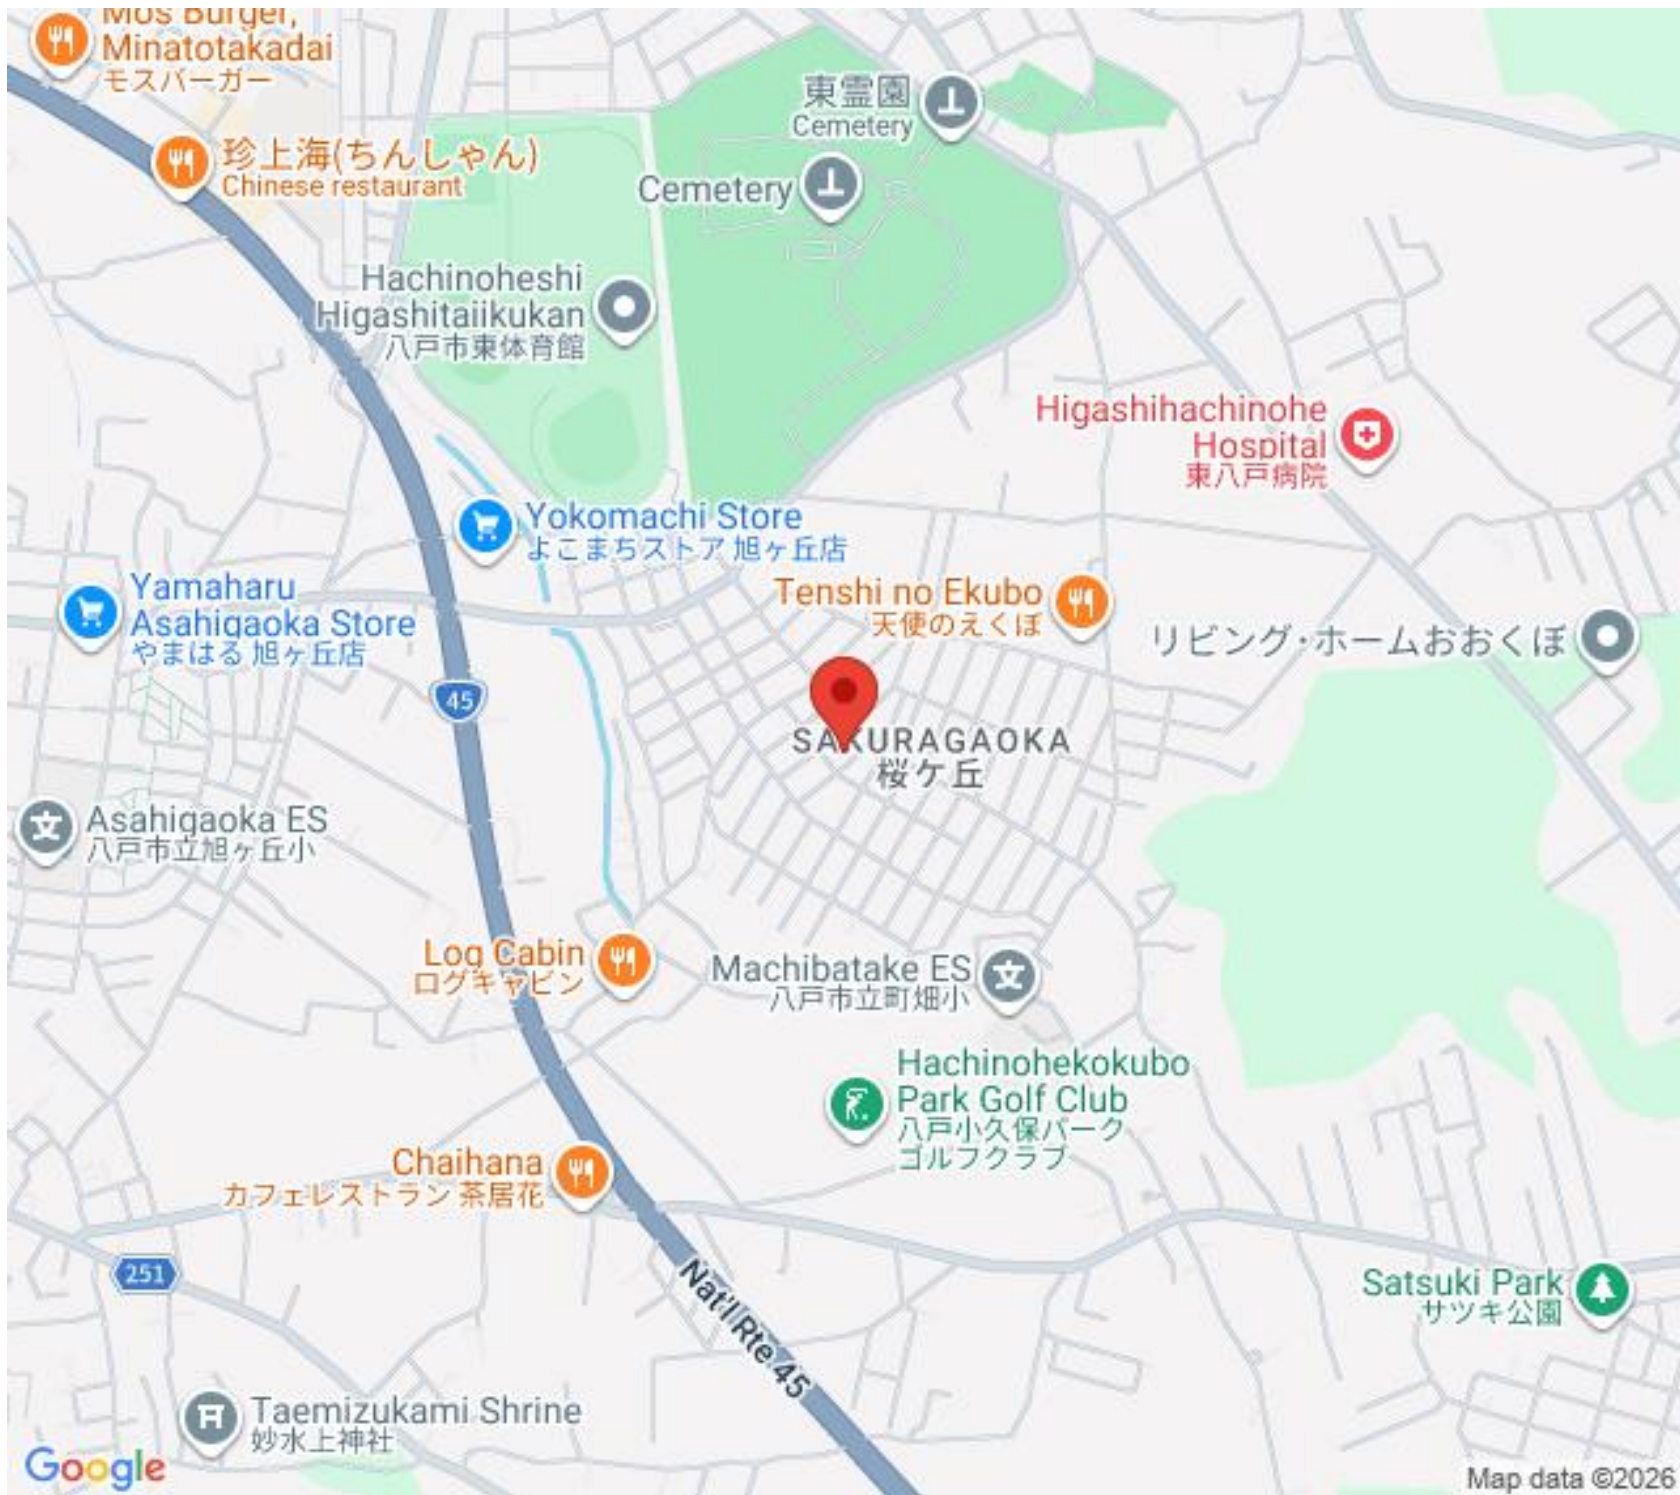 Mos Burger,
Minatotakadai
モスバーガー
東霊園
Cemetery
珍上海(ちんしゃん)
Chinese restaurant
Cemetery
Hachinoheshi
Higashitaiikukan
八戸市東体育館
Higashihachinohe
Hospital
東八戸病院
Yokomachi Store
よこまちストア 旭ヶ丘店
Yamaharu
Asahigaoka Store
やまはる 旭ヶ丘店
Tenshi no Ekubo
天使のえくぼ
リビング・ホームおおくぼ
45
SAKURAGAOKA
桜ケ丘
Asahigaoka ES
八戸市立旭ヶ丘小
Log Cabin
ログキャビン
Machibatake ES
八戸市立町畑小
Hachinohekokubo
Park Golf Club
八戸小久保パーク
ゴルフクラブ
Chaihana
カフェレストラン 茶居花
251
Nat'l Rte 45
Satsuki Park
サツキ公園
Taemizukami Shrine
妙水上神社
Google
Map data ©2026